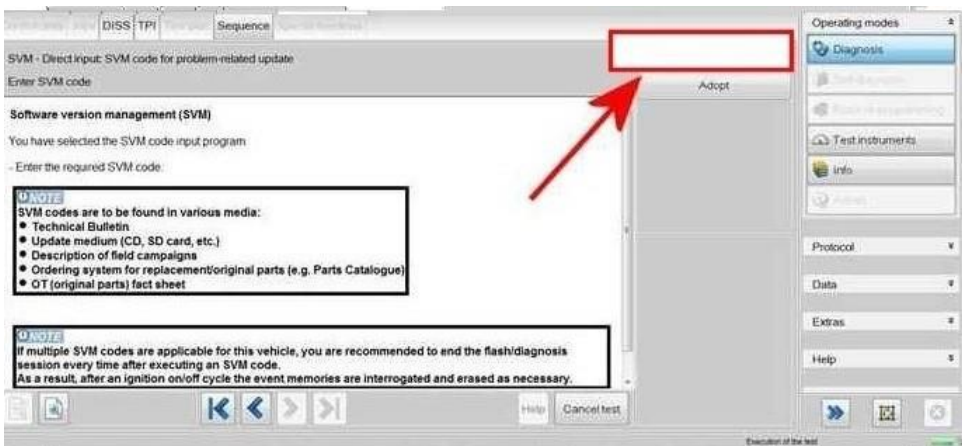 DISS
TPI
Sequence
Operating modes
SVM - Direct input: SVM code for problem-related update
Diagnosis
Enter SVM code
Adopt
Software version management (SVM)
You have selected the SVM code input program
Test instruments
- Enter the required SVM code:
Info
NOTE
SVM codes are to be found in various media:
• Technical Bulletin
• Update medium (CD, SD card, etc.)
• Description of field campaigns
• Ordering system for replacement/original parts (e.g. Parts Catalogue)
• OT (original parts) fact sheet
Protocol
Data
Extras
NOTE
If multiple SVM codes are applicable for this vehicle, you are recommended to end the flash/diagnosis
session every time after executing an SVM code.
As a result, after an ignition on/off cycle the event memories are interrogated and erased as necessary.
Help
Help
Cancel test
Execution of the test